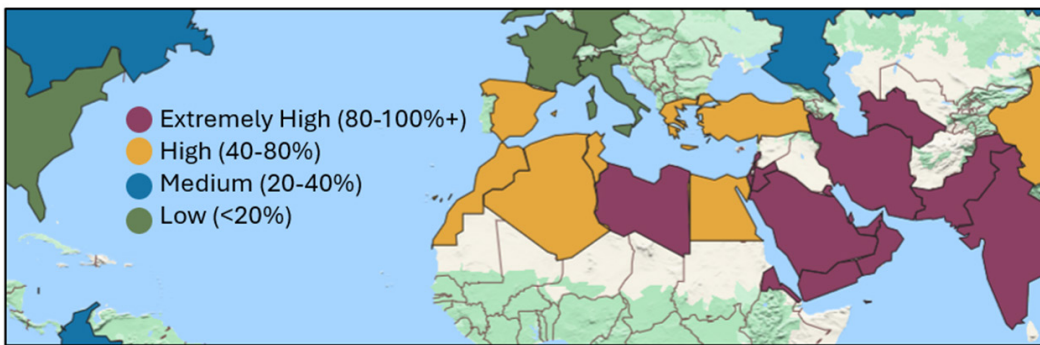 Extremely High (80-100%+)
High (40-80%)
Medium (20-40%)
Low (<20%)